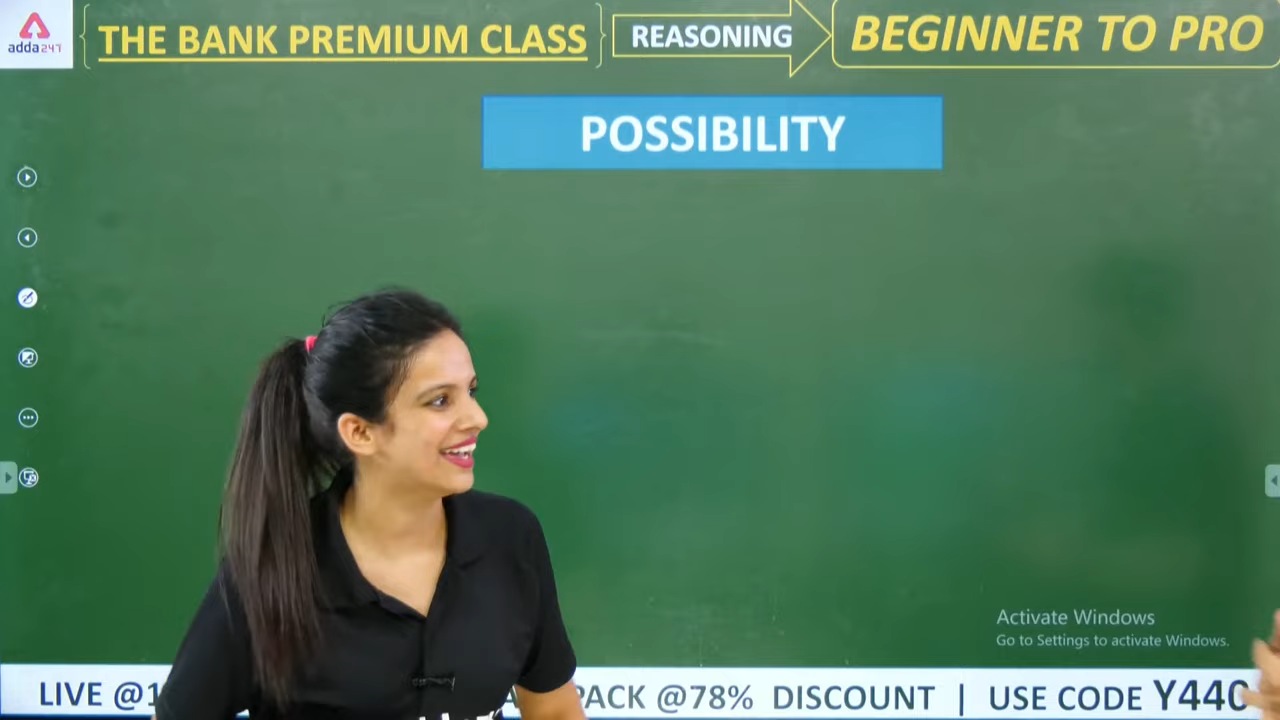 adda247
THE BANK PREMIUM CLASS
REASONING
BEGINNER TO PRO
POSSIBILITY
Activate Windows
Go to Settings to activate Windows.
LIVE @1 PACK @78% DISCOUNT | USE CODE Y440